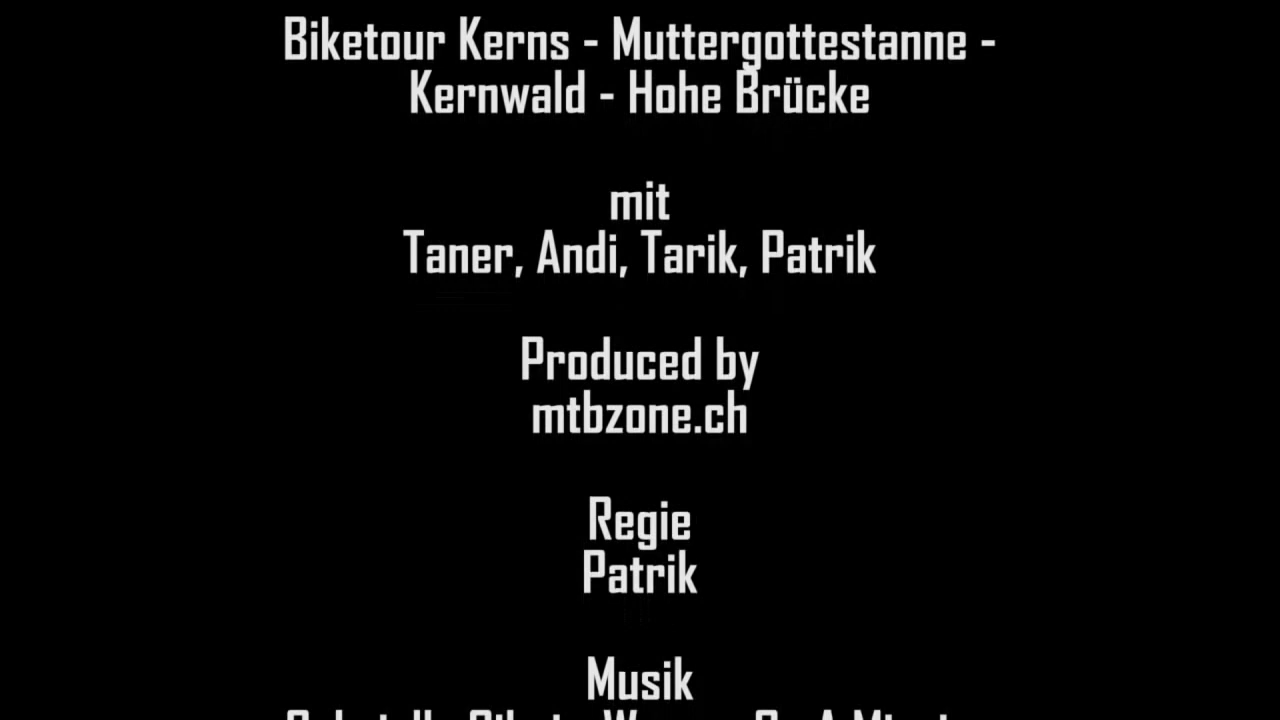 Biketour Kerns - Muttergottestanne -
Kernwald - Hohe Brücke
mit
Taner, Andi, Tarik, Patrik
Produced by
mtbzone.ch
Regie
Patrik
Musik